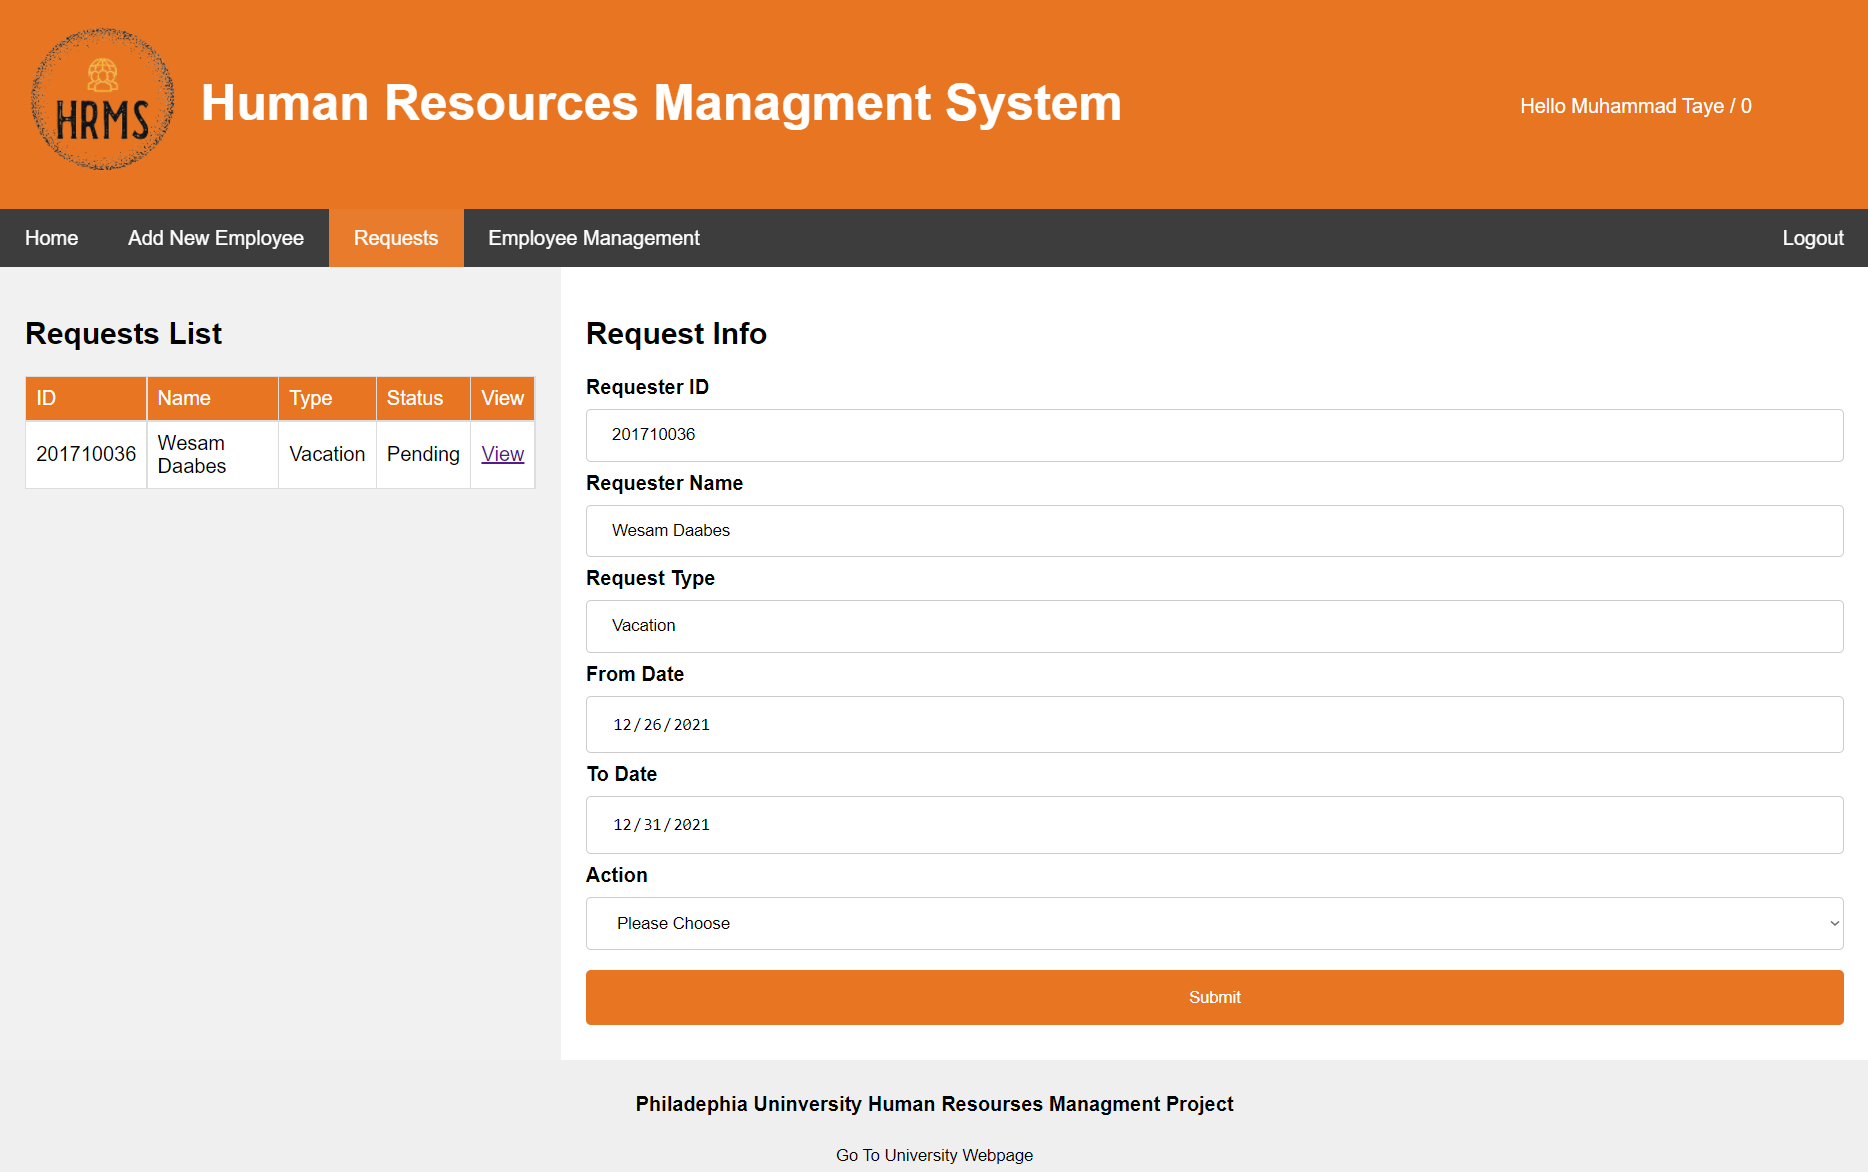 HRMS
Human Resources Managment System
Hello Muhammad Taye / 0
Home Add New Employee Requests Employee Management Logout
Requests List
ID Name Type Status View
201710036 Wesam Daabes Vacation Pending View
Request Info
Requester ID
201710036
Requester Name
Wesam Daabes
Request Type
Vacation
From Date
12/26/2021
To Date
12/31/2021
Action
Please Choose
Submit
Philadephia Uninversity Human Resourses Managment Project
Go To University Webpage